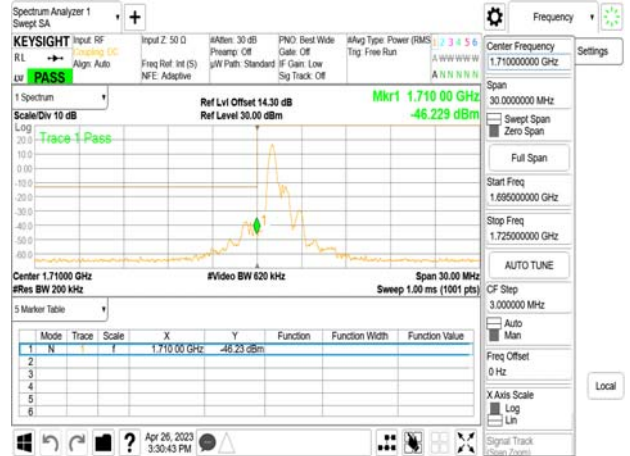 Spectrum Analyzer 1
Swept SA
Frequency
Settings
KEYSIGHT
Input: RF
Coupling: DC
Align: Auto
RL
PASS
Input Z: 50 Ω
Freq Ref: Int (S)
NFE: Adaptive
#Atten: 30 dB
Preamp: Off
µW Path: Standard
PNO: Best Wide
Gate: Off
IF Gain: Low
Sig Track: Off
#Avg Type: Power (RMS
Trig: Free Run
1 2 3 4 5 6
A W W W W W
A N N N N N
1 Spectrum
Scale/Div 10 dB
Log
Ref Lvl Offset 14.30 dB
Ref Level 30.00 dBm
Mkr1 1.710 00 GHz
-46.229 dBm
Trace 1 Pass
20.0
10.0
0.00
-10.0
-20.0
-30.0
-40.0
-50.0
-60.0
1
Center 1.71000 GHz
#Res BW 200 kHz
#Video BW 620 kHz
Span 30.00 MHz
Sweep 1.00 ms (1001 pts)
5 Marker Table
Mode Trace Scale X Y Function Function Width Function Value
1 N 1 f 1.710 00 GHz -46.23 dBm
2
3
4
5
6
Apr 26, 2023
3:30:43 PM
?
Center Frequency
1.710000000 GHz
Span
30.0000000 MHz
Swept Span
Zero Span
Full Span
Start Freq
1.695000000 GHz
Stop Freq
1.725000000 GHz
AUTO TUNE
CF Step
3.000000 MHz
Auto
Man
Freq Offset
0 Hz
X Axis Scale
Log
Lin
Signal Track
(Span Zoom)
Local